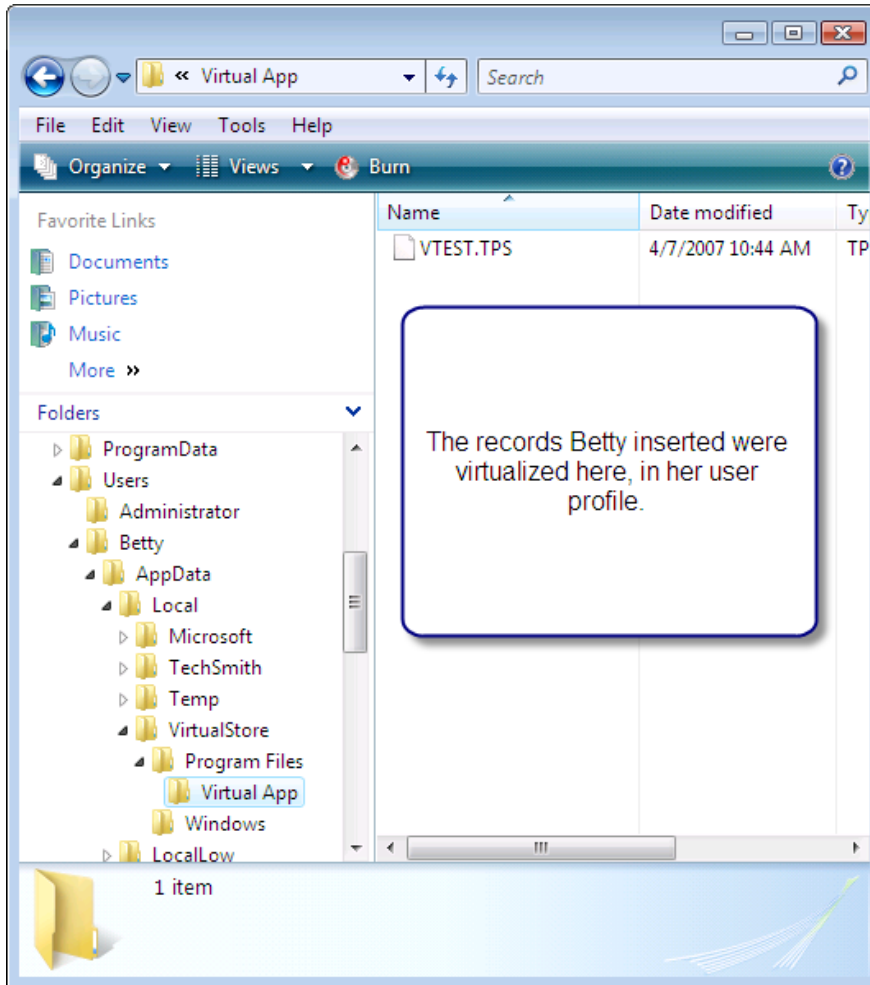 « Virtual App
Search
File Edit View Tools Help
Organize Views Burn
Favorite Links
Documents
Pictures
Music
More »
Folders
ProgramData
Users
Administrator
Betty
AppData
Local
Microsoft
TechSmith
Temp
VirtualStore
Program Files
Virtual App
Windows
LocalLow
Name Date modified Ty
VTEST.TPS 4/7/2007 10:44 AM TP
The records Betty inserted were
virtualized here, in her user
profile.
1 item